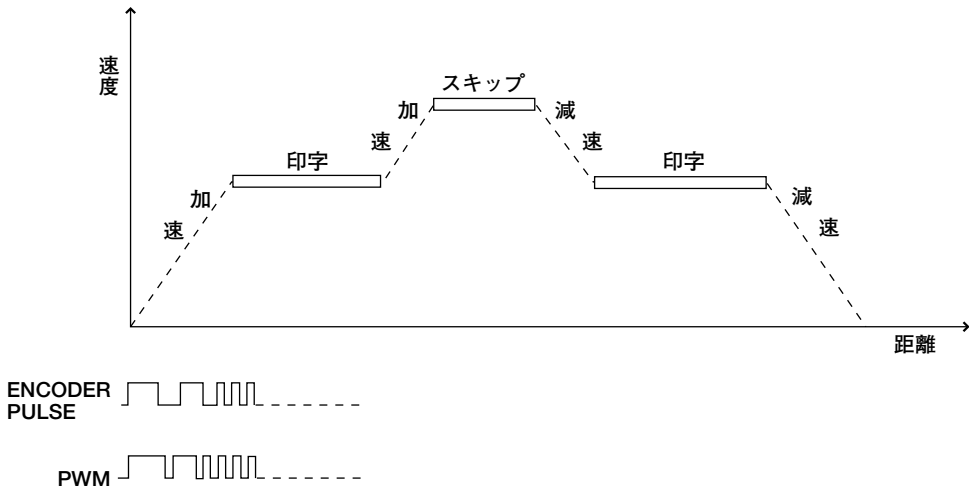 速度
スキップ
加速
減速
印字
印字
加速
減速
距離
ENCODER
PULSE
PWM